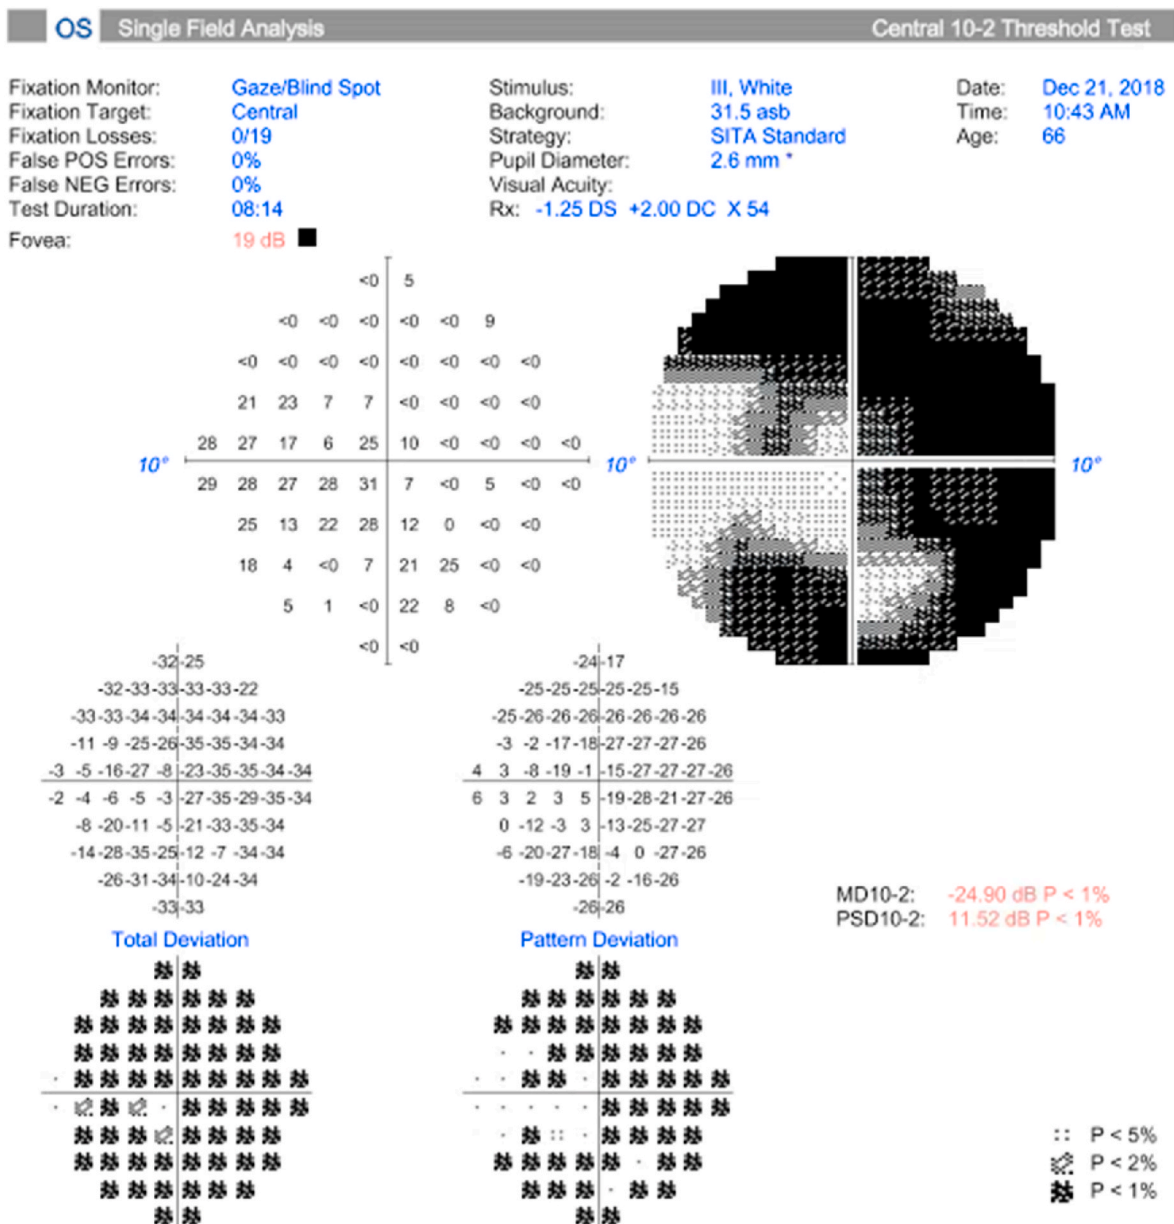 OS Single Field Analysis Central 10-2 Threshold Test
Fixation Monitor: Gaze/Blind Spot Stimulus: III, White Date: Dec 21, 2018
Fixation Target: Central Background: 31.5 asb Time: 10:43 AM
Fixation Losses: 0/19 Strategy: SITA Standard Age: 66
False POS Errors: 0% Pupil Diameter: 2.6 mm *
False NEG Errors: 0% Visual Acuity:
Test Duration: 08:14 Rx: -1.25 DS +2.00 DC X 54
Fovea: 19 dB
<0 5
<0 <0 <0 <0 <0 9
<0 <0 <0 <0 <0 <0 <0 <0
21 23 7 7 <0 <0 <0 <0
28 27 17 6 25 10 <0 <0 <0 <0
10° 10° 10°
29 28 27 28 31 7 <0 5 <0 <0
25 13 22 28 12 0 <0 <0
18 4 <0 7 21 25 <0 <0
5 1 <0 22 8 <0
<0 <0
-32 -25 -24 -17
-32 -33 -33 -33 -33 -22 -25 -25 -25 -25 -25 -15
-33 -33 -34 -34 -34 -34 -34 -33 -25 -26 -26 -26 -26 -26 -26 -26
-11 -9 -25 -26 -35 -35 -34 -34 -3 -2 -17 -18 -27 -27 -27 -26
-3 -5 -16 -27 -8 -23 -35 -35 -34 -34 4 3 -8 -19 -1 -15 -27 -27 -27 -26
-2 -4 -6 -5 -3 -27 -35 -29 -35 -34 6 3 2 3 5 -19 -28 -21 -27 -26
-8 -20 -11 -5 -21 -33 -35 -34 0 -12 -3 3 -13 -25 -27 -27
-14 -28 -35 -25 -12 -7 -34 -34 -6 -20 -27 -18 -4 0 -27 -26
-26 -31 -34 -10 -24 -34 -19 -23 -26 -2 -16 -26
-33 -33 -26 -26
MD10-2: -24.90 dB P < 1%
PSD10-2: 11.52 dB P < 1%
Total Deviation Pattern Deviation
P < 5%
P < 2%
P < 1%